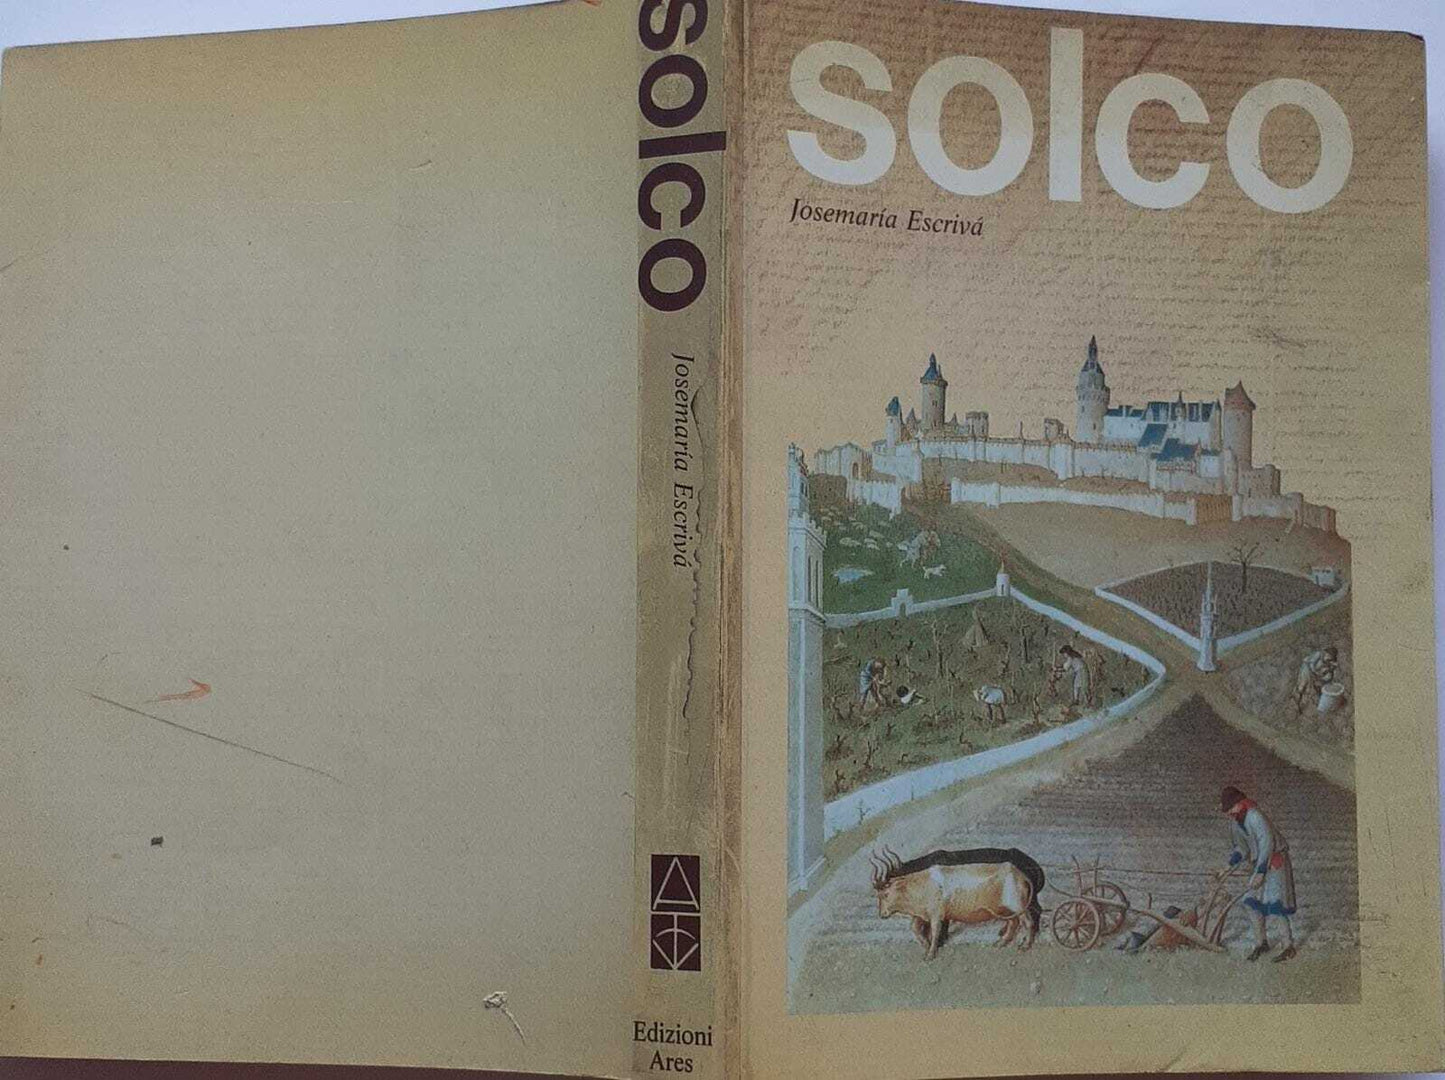 solco
Josemaría Escrivá
Edizioni
Ares
solco
Josemaría Escrivá